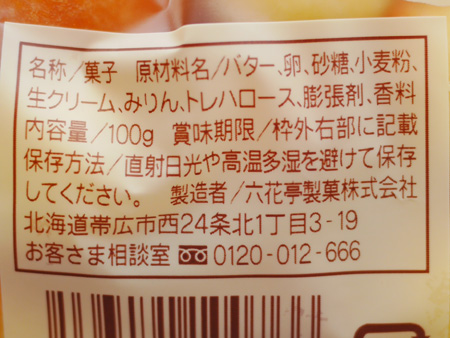 名称/菓子 原材料名/バター、卵、砂糖、小麦粉、
生クリーム、みりん、トレハロース、膨張剤、香料
内容量/100g 賞味期限/枠外右部に記載
保存方法/直射日光や高温多湿を避けて保存
してください。 製造者/六花亭製菓株式会社
北海道帯広市西24条北1丁目3-19
お客さま相談室 0120-012-666